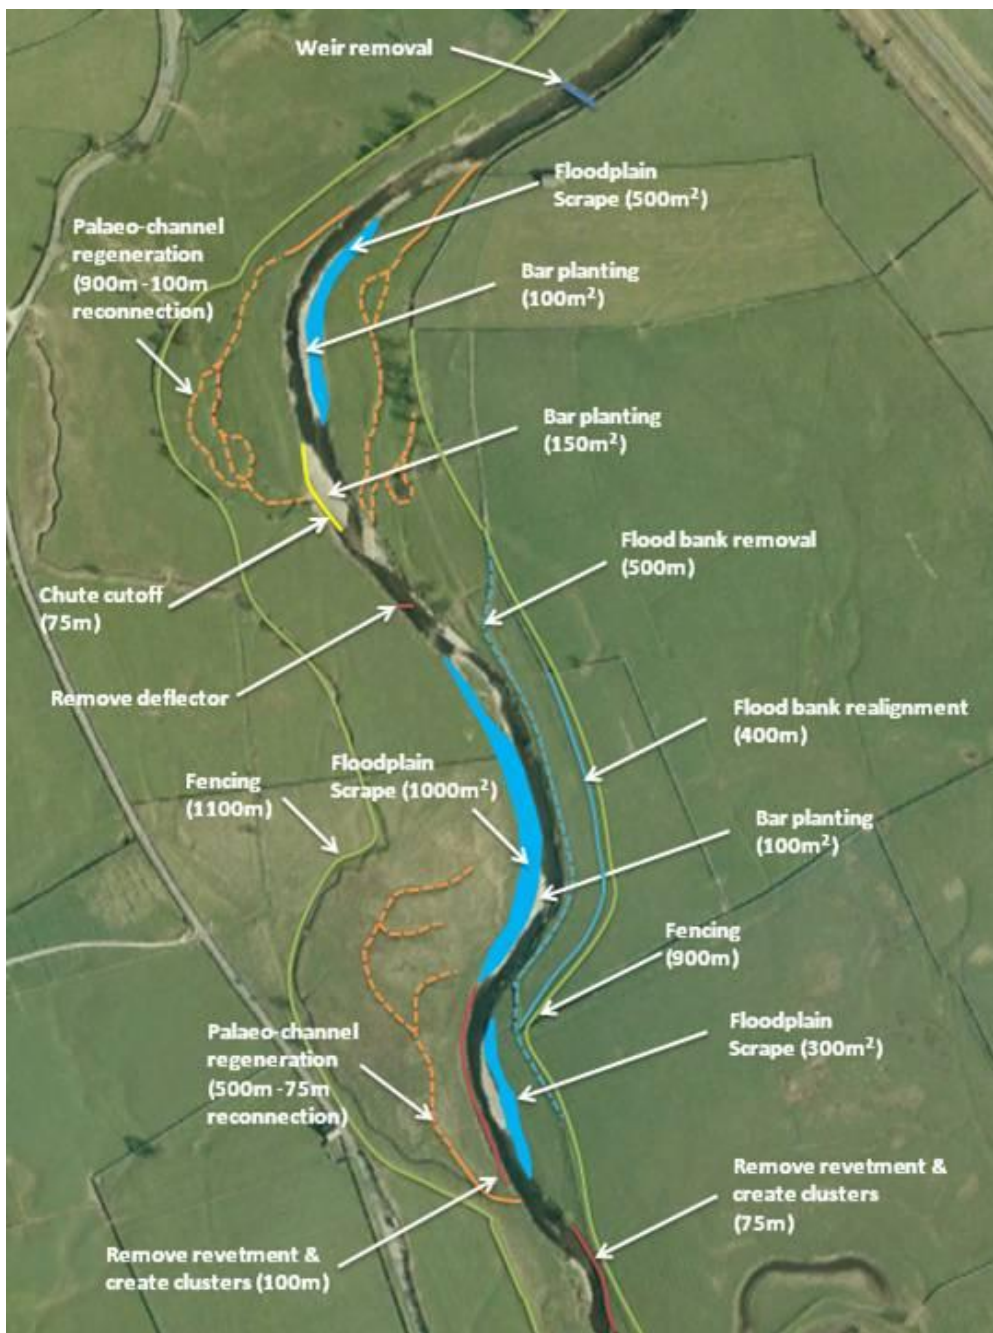 Weir removal
Floodplain
Scrape (500m²)
Palaeo-channel
regeneration
(900m -100m
reconnection)
Bar planting
(100m²)
Bar planting
(150m²)
Flood bank removal
(500m)
Chute cutoff
(75m)
Remove deflector
Flood bank realignment
(400m)
Floodplain
Scrape (1000m²)
Fencing
(1100m)
Bar planting
(100m²)
Fencing
(900m)
Palaeo-channel
regeneration
(500m -75m
reconnection)
Floodplain
Scrape (300m²)
Remove revetment &
create clusters
(75m)
Remove revetment &
create clusters (100m)